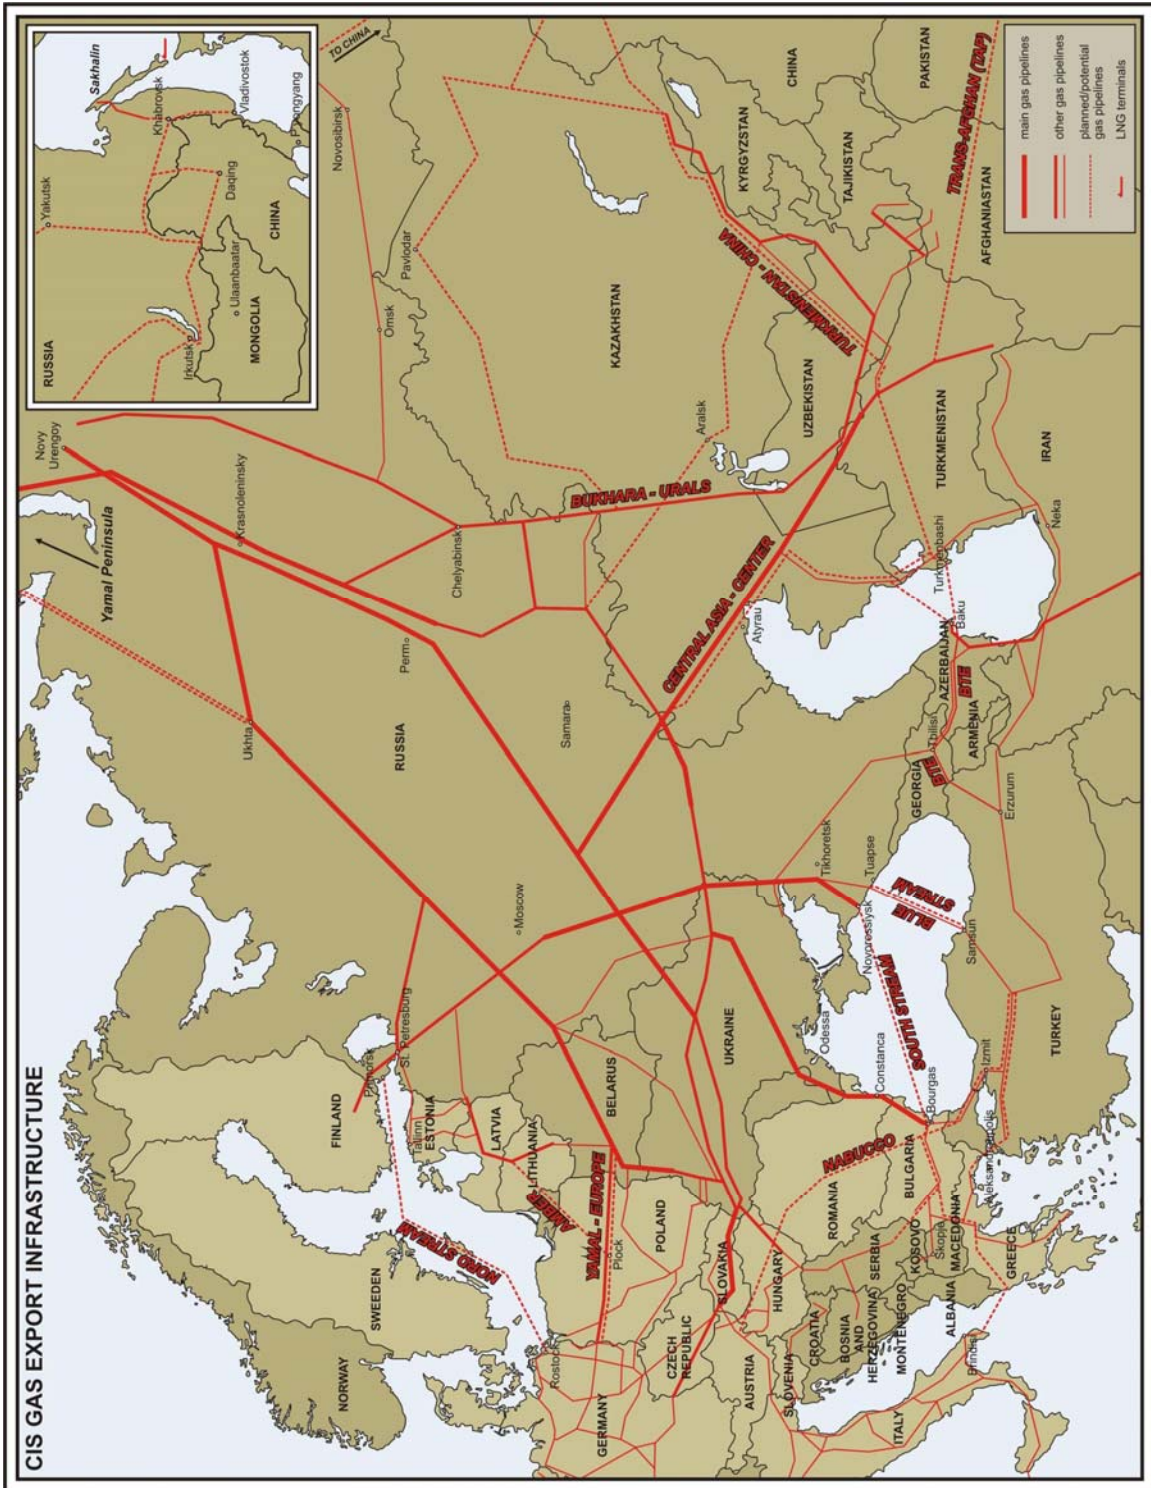 CIS GAS EXPORT INFRASTRUCTURE
NORWAY
SWEEDEN
FINLAND
Primorsk
St. Petresburg
Tallinn
ESTONIA
LATVIA
LITHUANIA
NORD STREAM
AMBER
YAMAL - EUROPE
BELARUS
Rostock
Plock
POLAND
GERMANY
CZECH
REPUBLIC
SLOVAKIA
AUSTRIA
HUNGARY
SLOVENIA
CROATIA
BOSNIA
AND
HERZEGOVINA
MONTENEGRO
SERBIA
KOSOVO
Skopje
MACEDONIA
ALBANIA
ITALY
Brindisi
GREECE
ROMANIA
NABUCCO
BULGARIA
Bourgas
Constanca
Odessa
UKRAINE
SOUTH STREAM
Novorossiysk
Tuapse
Tikhoretsk
BLUE
STREAM
Samsun
Izmit
TURKEY
Erzurum
GEORGIA
BTE
Tbilisi
ARMENIA
AZERBAIJAN
BTE
Baku
Moscow
RUSSIA
Samara
Perm
Ukhta
Yamal Peninsula
Novy
Urengoy
Krasnoleninsky
Chelyabinsk
BUKHARA - URALS
CENTRAL ASIA - CENTER
Atyrau
Aralsk
Omsk
Pavlodar
Novosibirsk
TO CHINA
KAZAKHSTAN
UZBEKISTAN
TURKMENISTAN
Turkmenbashi
Neka
IRAN
TURKMENISTAN - CHINA
KYRGYZSTAN
TAJIKISTAN
CHINA
PAKISTAN
AFGHANIASTAN
TRANS-AFGHAN (TAP)
RUSSIA
Yakutsk
Sakhalin
Khabrovsk
Vladivostok
Pyongyang
Daqing
CHINA
Irkutsk
Ulaanbaatar
MONGOLIA
main gas pipelines
other gas pipelines
planned/potential
gas pipelines
LNG terminals